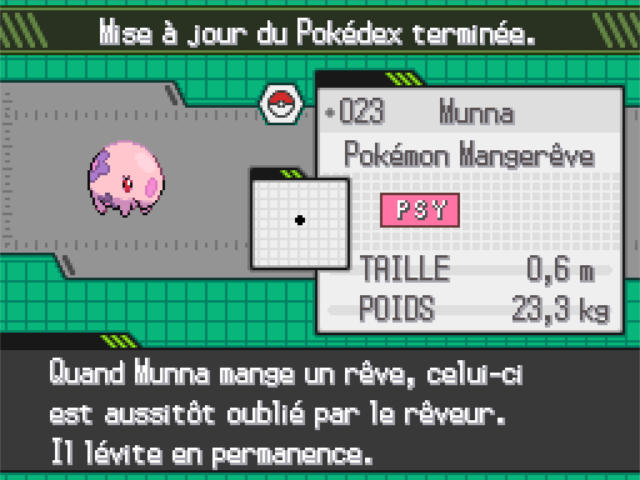 Mise à jour du Pokédex terminée.
023 Munna
Pokémon Mangerêve
PSY
TAILLE 0,6 m
POIDS 23,3 kg
Quand Munna mange un rêve, celui-ci
est aussitôt oublié par le rêveur.
Il lévite en permanence.